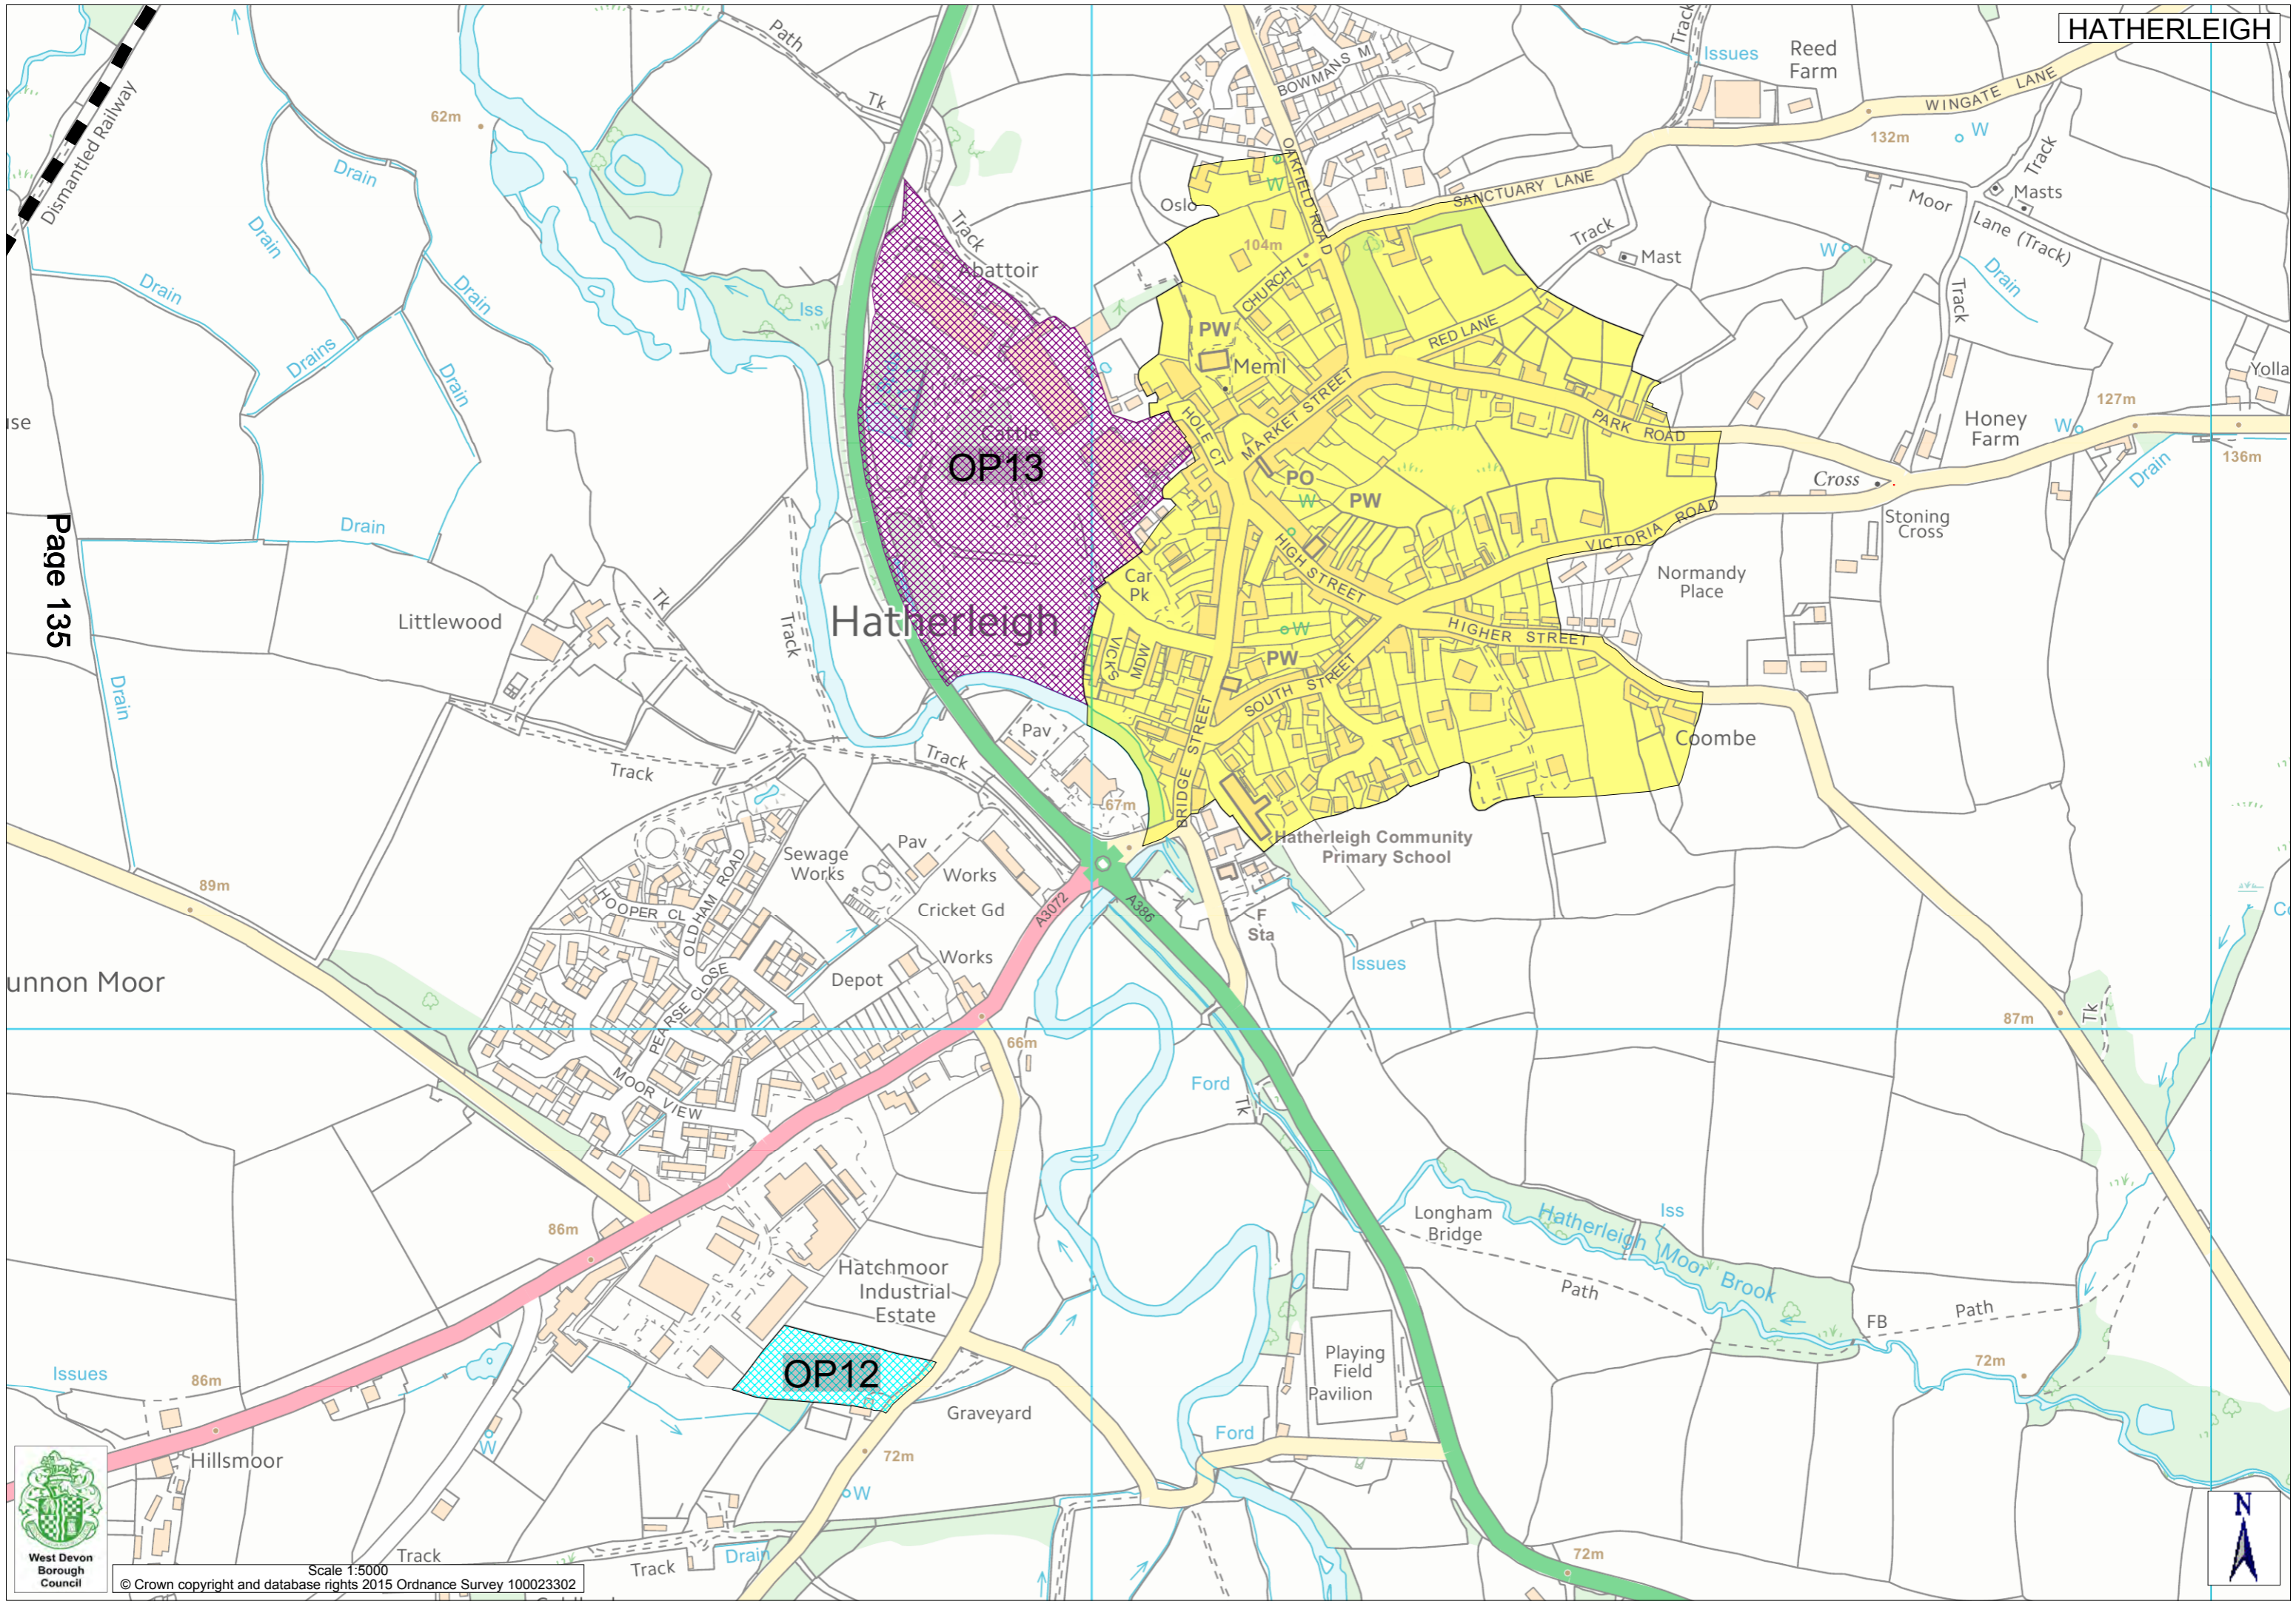 HATHERLEIGH
Path
Track
Issues
Reed
Farm
BOWMANS M
WINGATE LANE
Dismantled Railway
62m
Tk
132m
W
Drain
OAKFIELD ROAD
W
SANCTUARY LANE
Track
Masts
Moor
Lane (Track)
Oslo
Track
Drain
104m
Track
Mast
W
Abattoir
Drain
Drain
Drain
Iss
CHURCH L
Track
PW
RED LANE
Drains
Meml
Yolla
Drain
MARKET STREET
HOLE CT
127m
Honey
Farm
W
136m
PARK ROAD
Cattle
OP13
PO
W
PW
Cross
Drain
Stoning
Cross
VICTORIA ROAD
Drain
Page 135
HIGH STREET
Car
Pk
Normandy
Place
Littlewood
Tk
Hatherleigh
Track
W
HIGHER STREET
VICKS
MDW
PW
SOUTH STREET
Drain
BRIDGE STREET
Coombe
Pav
Track
Track
67m
Hatherleigh Community
Primary School
Pav
Sewage
Works
Works
OLDHAM ROAD
HOOPER CL
89m
Cricket Gd
A3072
A386
F
Sta
Works
Issues
Depot
PEARSE CLOSE
unnon Moor
87m
Tk
66m
MOOR VIEW
Ford
Tk
86m
Longham
Bridge
Iss
Hatherleigh Moor Brook
Hatchmoor
Industrial
Estate
Path
FB
Path
OP12
Issues
86m
Playing
Field
Pavilion
72m
Graveyard
Ford
W
Hillsmoor
72m
W
N
West Devon
Borough
Council
Track
Track
Drain
72m
Scale 1:5000
© Crown copyright and database rights 2015 Ordnance Survey 100023302